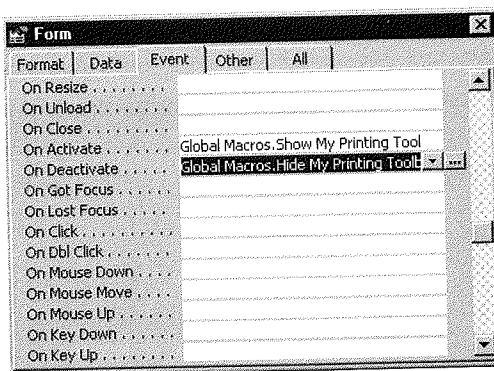 Form
Format Data Event Other All
On Resize . . . . . . . .
On Unload . . . . . . . .
On Close . . . . . . . . .
On Activate . . . . . . . Global Macros.Show My Printing Tool
On Deactivate . . . . . . Global Macros.Hide My Printing Toolb ...
On Got Focus . . . . . .
On Lost Focus . . . . . .
On Click . . . . . . . . . .
On Dbl Click . . . . . . .
On Mouse Down . . . .
On Mouse Move . . . . .
On Mouse Up . . . . . . .
On Key Down . . . . . .
On Key Up . . . . . . . .